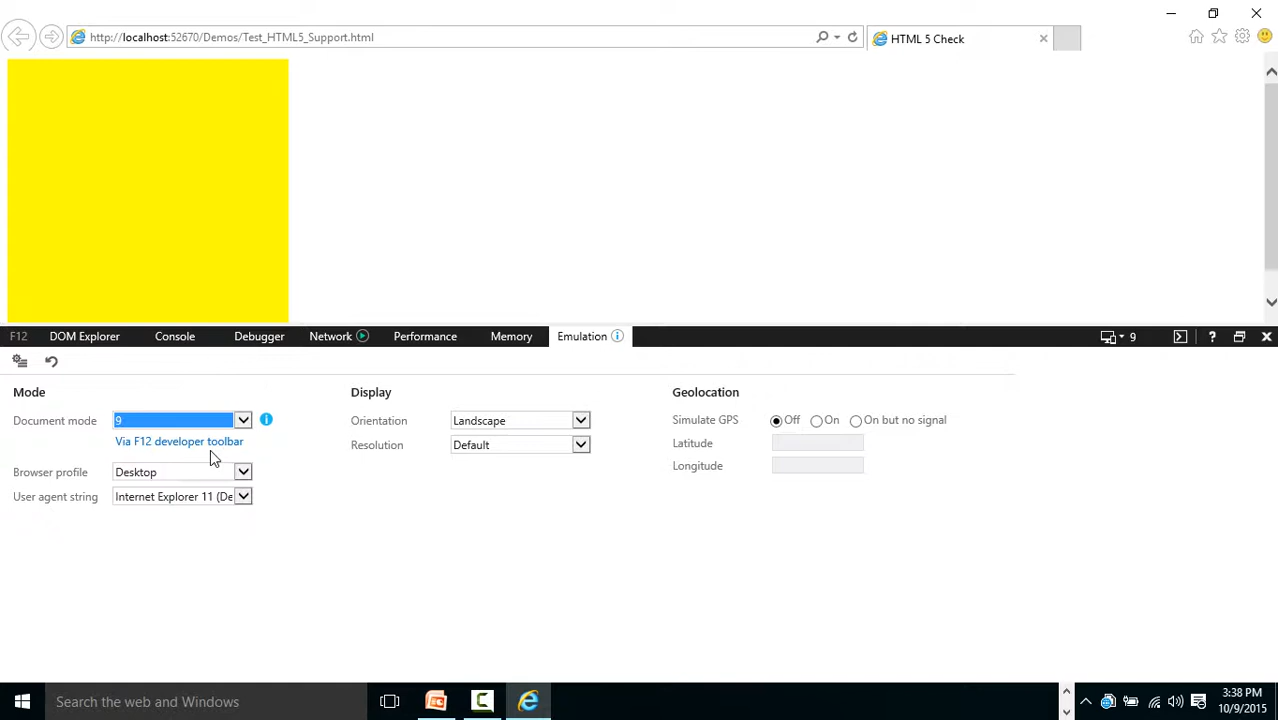 http://localhost:52670/Demos/Test_HTML5_Support.html
HTML 5 Check
F12 DOM Explorer Console Debugger Network Performance Memory Emulation 9 ?
Mode Display Geolocation
Document mode 9 Orientation Landscape Simulate GPS Off On On but no signal
Via F12 developer toolbar Resolution Default Latitude
Browser profile Desktop Longitude
User agent string Internet Explorer 11 (De
Search the web and Windows
3:38 PM
10/9/2015